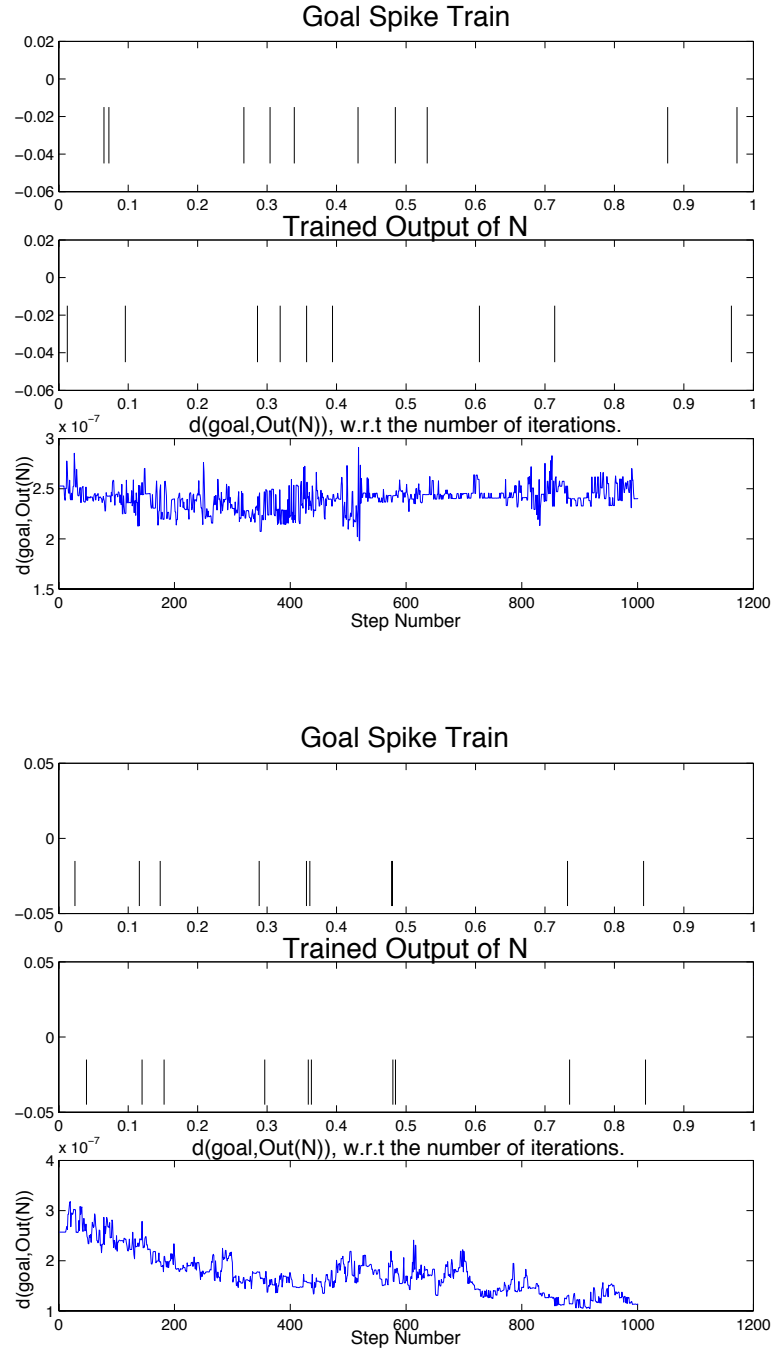 Goal Spike Train
0.02
0
−0.02
−0.04
−0.06
0 0.1 0.2 0.3 0.4 0.5 0.6 0.7 0.8 0.9 1
Trained Output of N
0.02
0
−0.02
−0.04
−0.06
0 0.1 0.2 0.3 0.4 0.5 0.6 0.7 0.8 0.9 1
x 10−7
d(goal,Out(N)), w.r.t the number of iterations.
3
2.5
2
1.5
d(goal,Out(N))
0 200 400 600 800 1000 1200
Step Number
Goal Spike Train
0.05
0
−0.05
0 0.1 0.2 0.3 0.4 0.5 0.6 0.7 0.8 0.9 1
Trained Output of N
0.05
0
−0.05
0 0.1 0.2 0.3 0.4 0.5 0.6 0.7 0.8 0.9 1
x 10−7
d(goal,Out(N)), w.r.t the number of iterations.
4
3
2
1
d(goal,Out(N))
0 200 400 600 800 1000 1200
Step Number